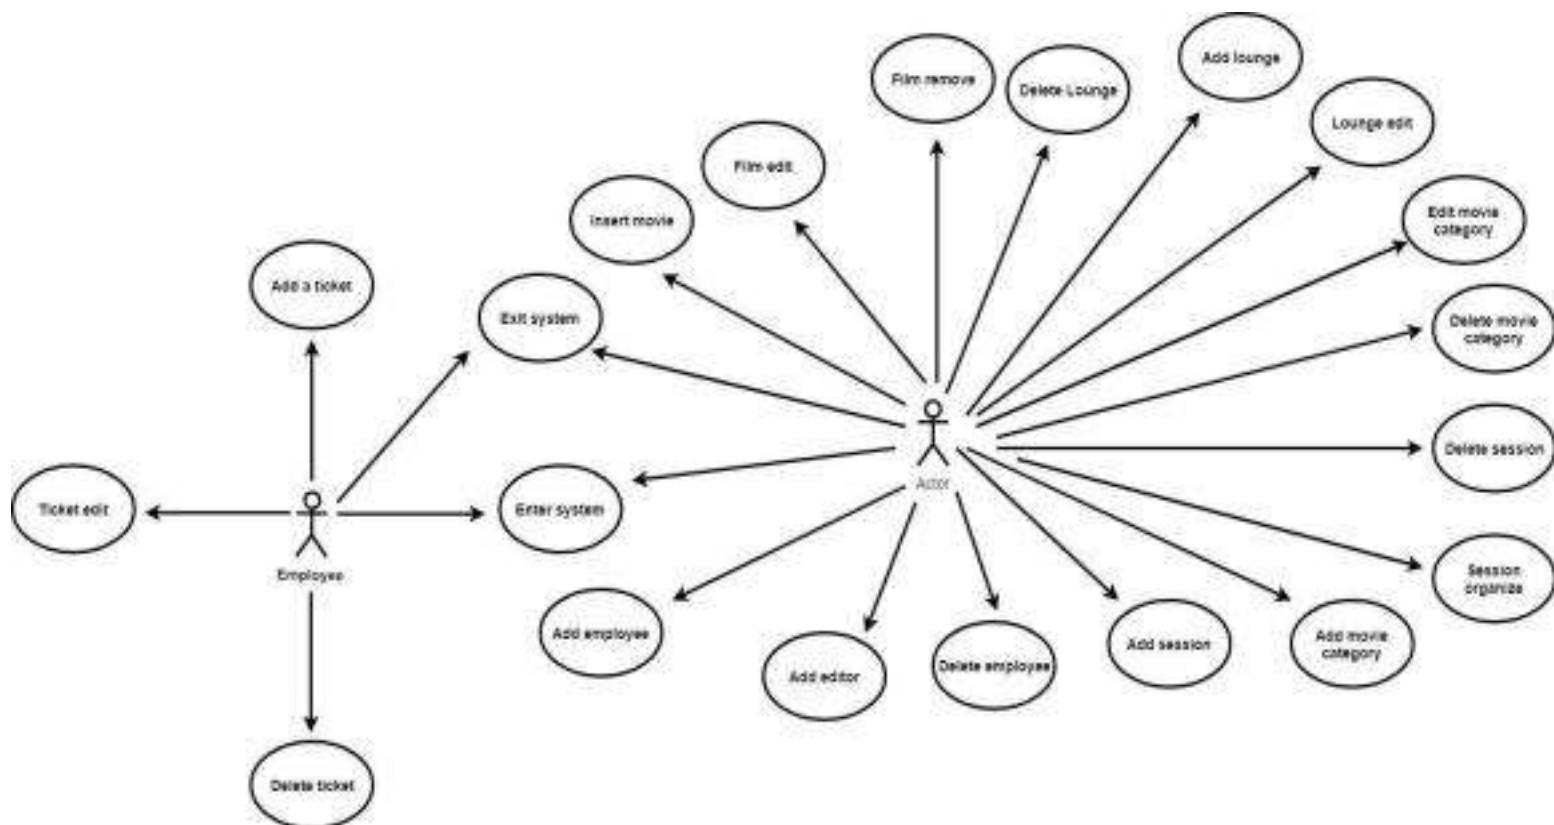 Add lounge
Film remove
Delete Lounge
Lounge edit
Film edit
Insert movie
Edit movie
category
Add a ticket
Exit system
Delete movie
category
Delete session
Actor
Ticket edit
Enter system
Employee
Session
organize
Add employee
Add editor
Delete employee
Add session
Add movie
category
Delete ticket